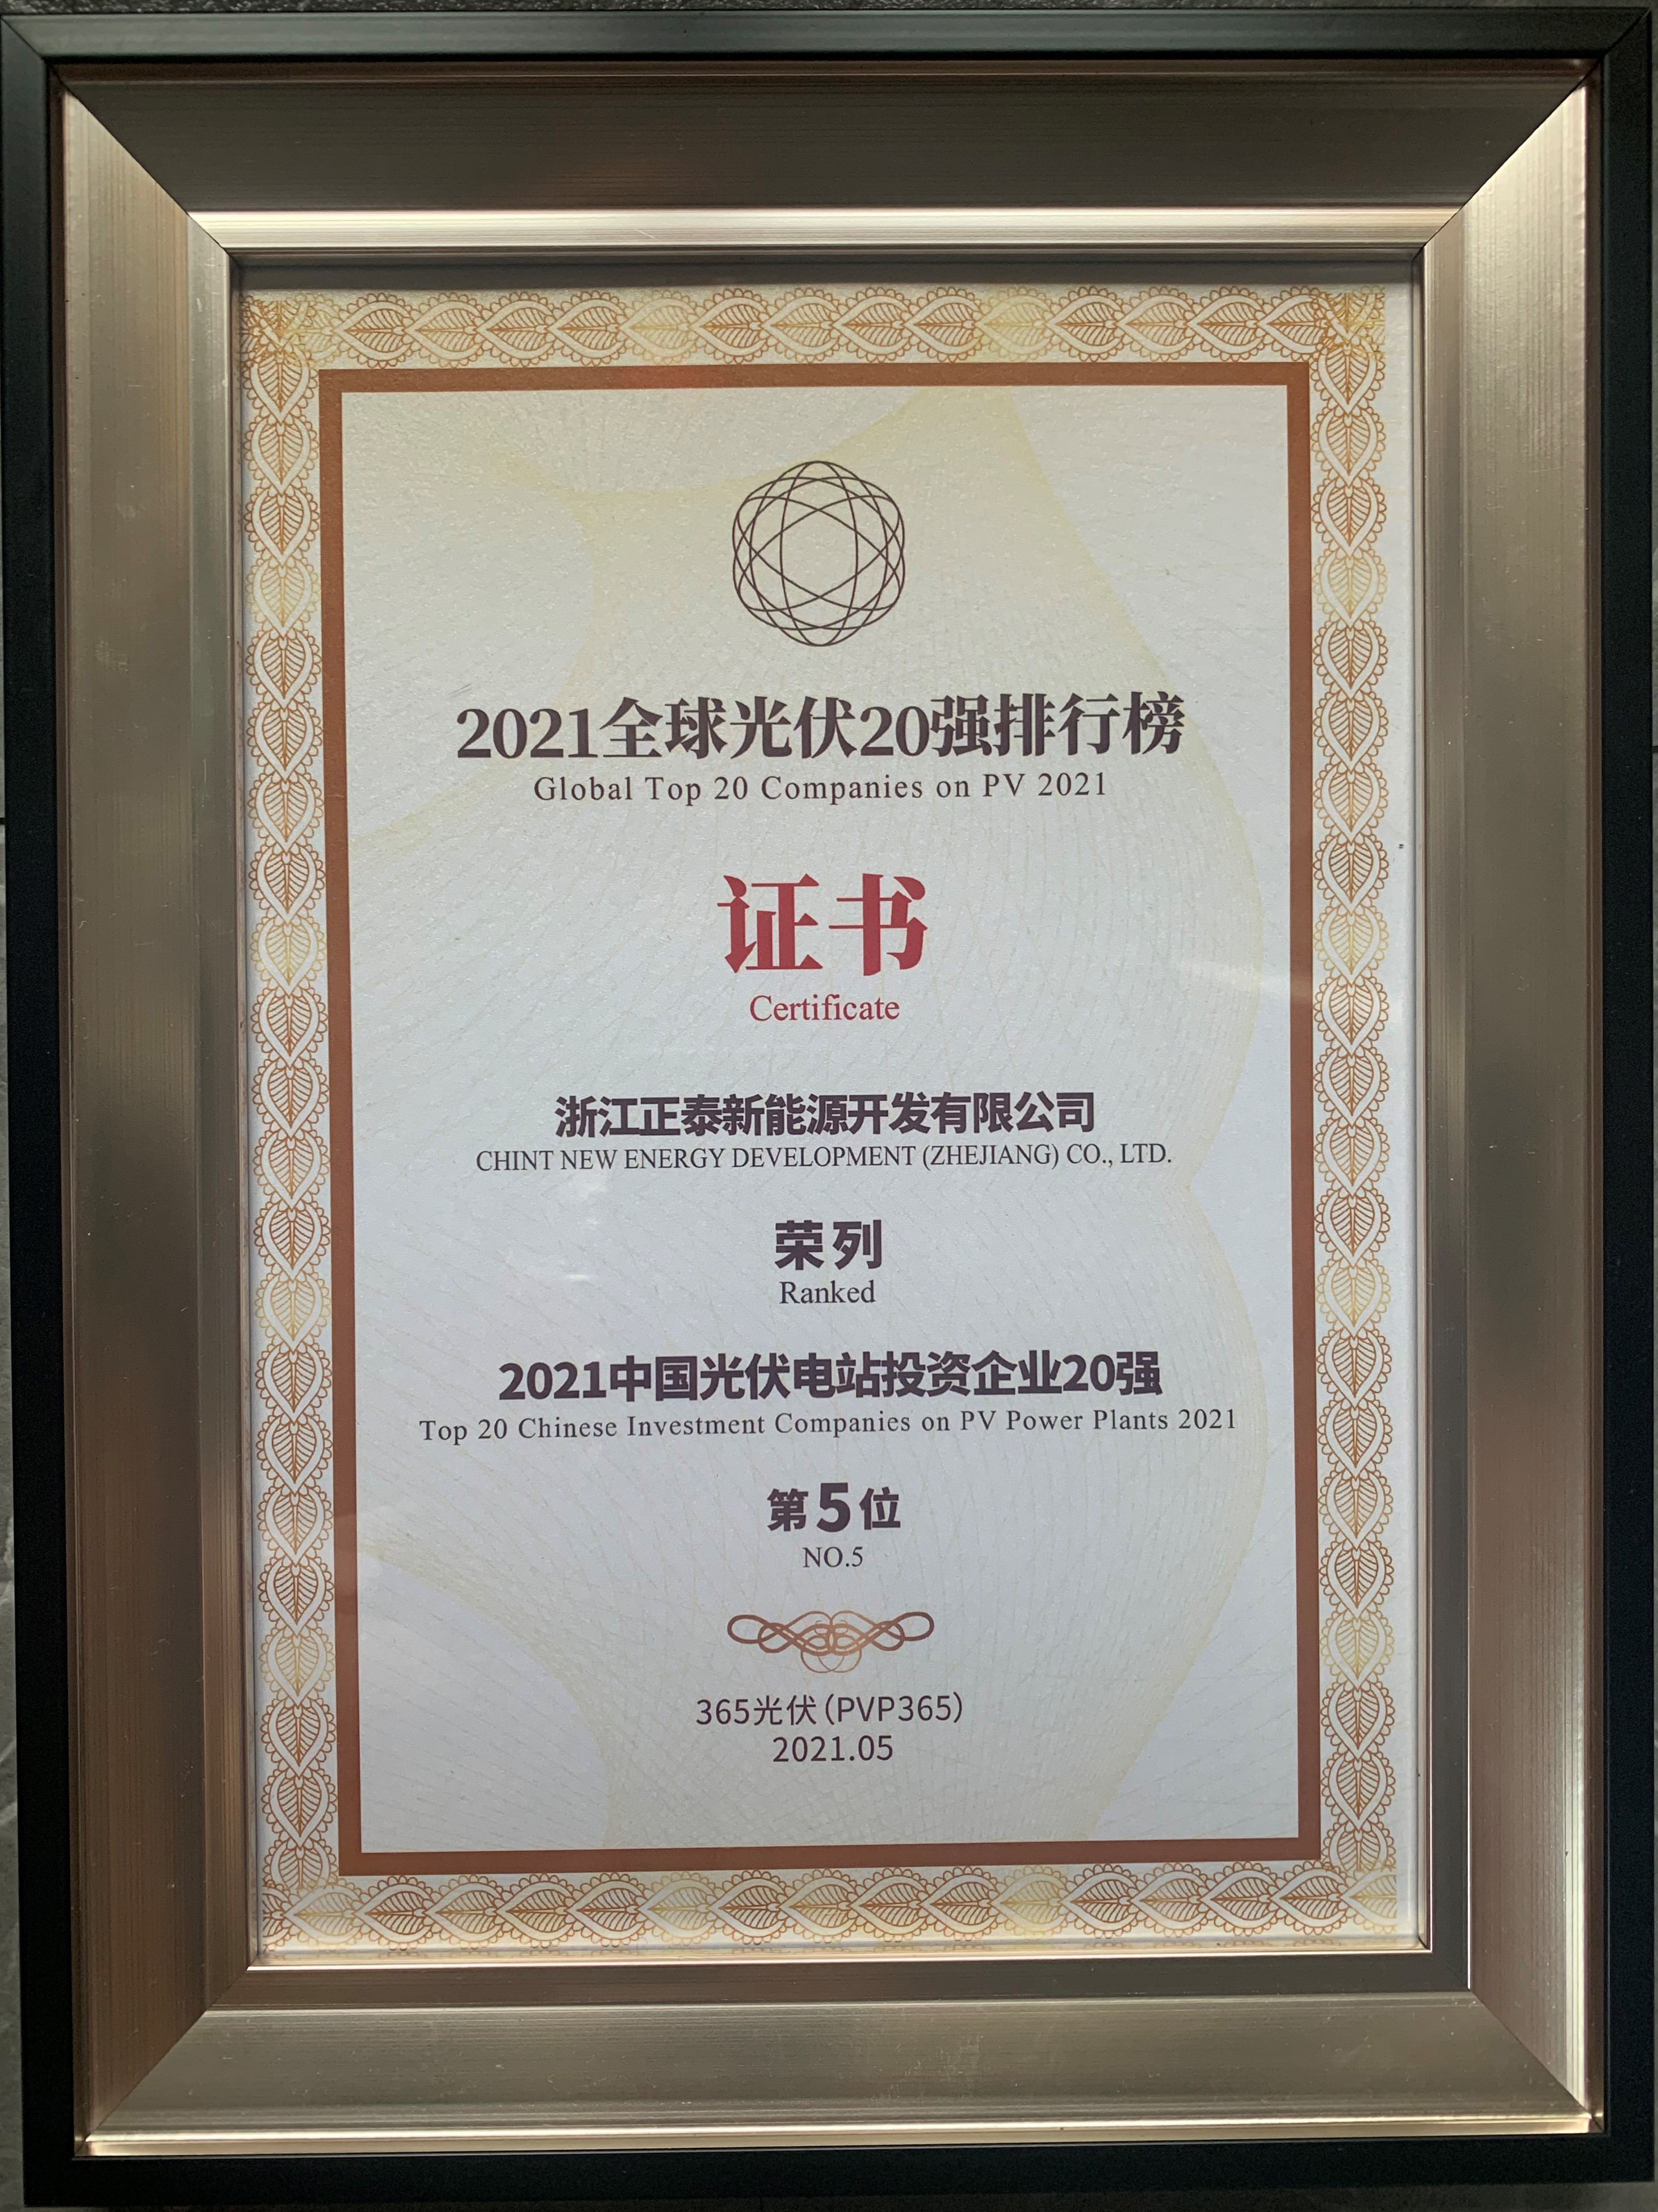 2021全球光伏20强排行榜
Global Top 20 Companies on PV 2021
证书
Certificate
浙江正泰新能源开发有限公司
CHINT NEW ENERGY DEVELOPMENT (ZHEJIANG) CO., LTD.
荣列
Ranked
2021中国光伏电站投资企业20强
Top 20 Chinese Investment Companies on PV Power Plants 2021
第5位
NO.5
365光伏(PVP365)
2021.05